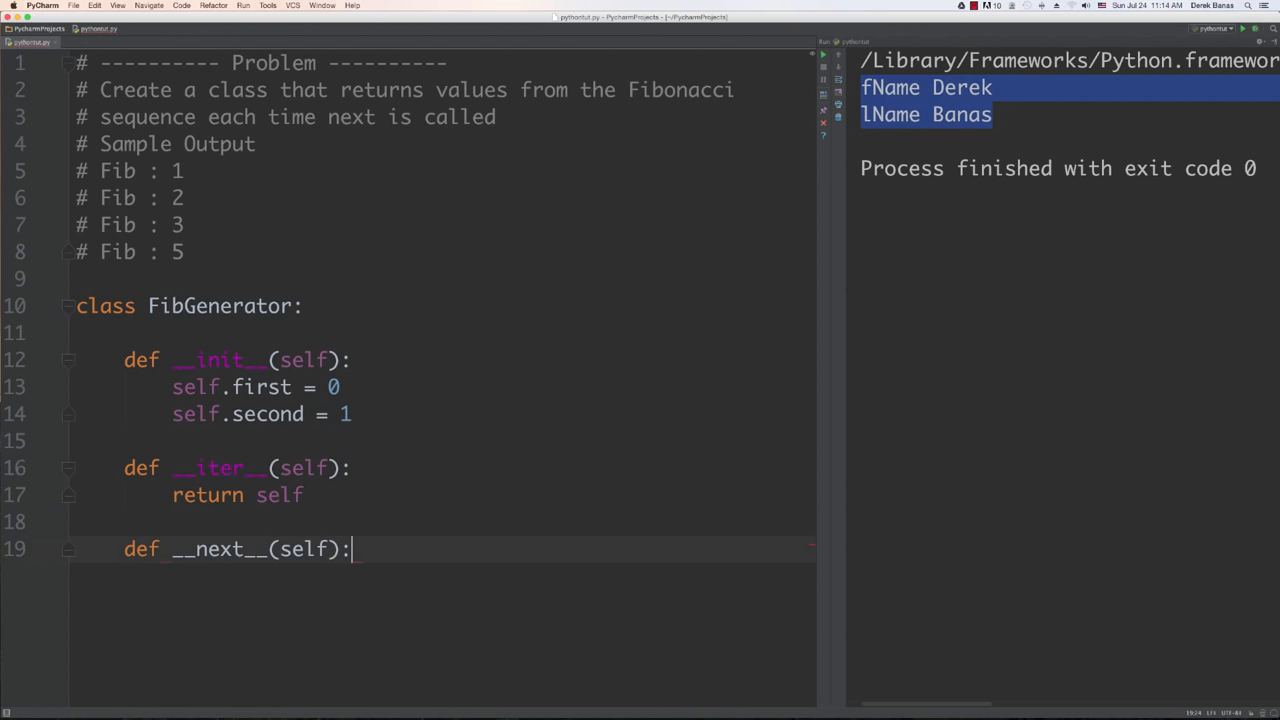 PyCharm File Edit View Navigate Code Refactor Run Tools VCS Window Help
10 Sun Jul 24 11:14 AM Derek Banas
pythontut.py - PycharmProjects - [~/PycharmProjects]
PycharmProjects pythontut.py pythontut
pythontut.py
Run: pythontut
1 # ---------- Problem ----------
2 # Create a class that returns values from the Fibonacci
3 # sequence each time next is called
4 # Sample Output
5 # Fib : 1
6 # Fib : 2
7 # Fib : 3
8 # Fib : 5
9
10 class FibGenerator:
11
12 def __init__(self):
13 self.first = 0
14 self.second = 1
15
16 def __iter__(self):
17 return self
18
19 def __next__(self):
/Library/Frameworks/Python.framewor
fName Derek
lName Banas
Process finished with exit code 0
19:24 LF÷ UTF-8÷